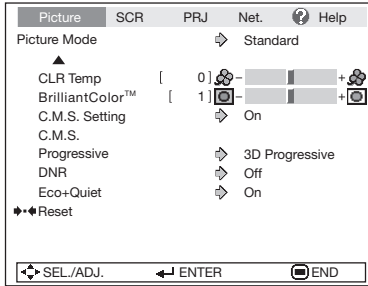 Picture SCR PRJ Net. ? Help
Picture Mode Standard
CLR Temp [ 0 ] - +
BrilliantColor™ [ 1 ] - +
C.M.S. Setting On
C.M.S.
Progressive 3D Progressive
DNR Off
Eco+Quiet On
Reset
SEL./ADJ. ENTER END